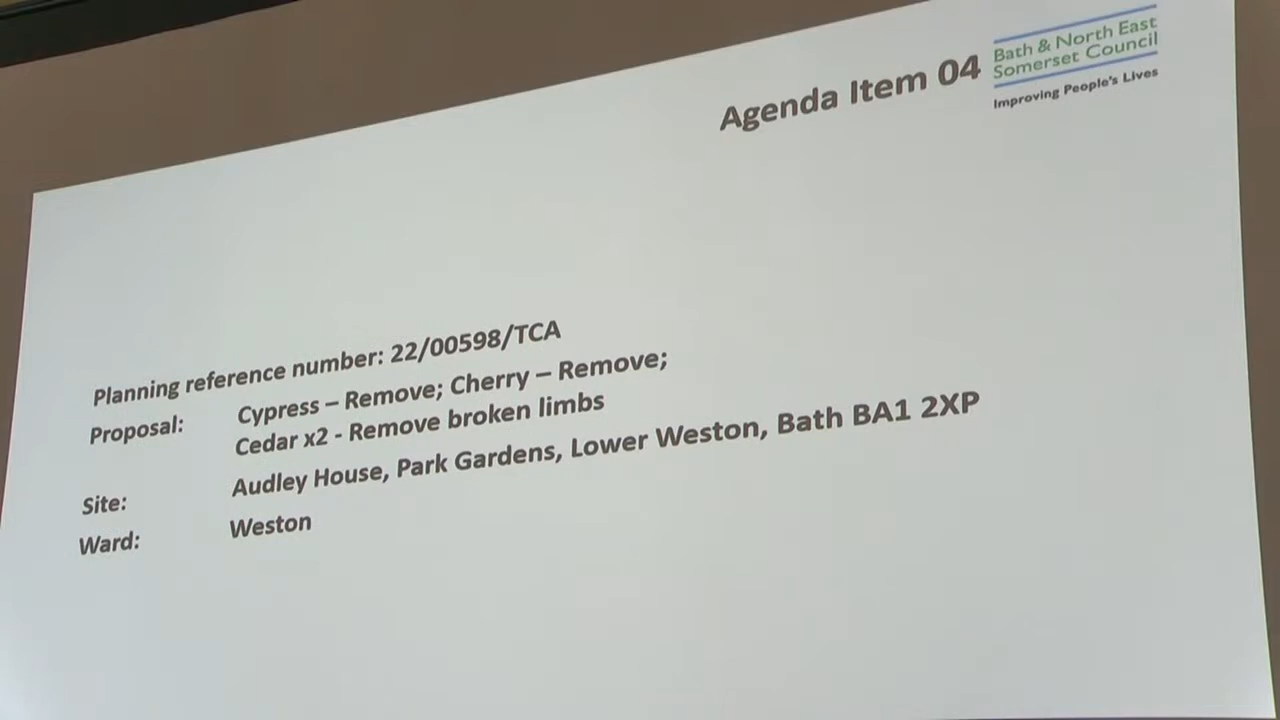 Agenda Item 04
Bath & North East
Somerset Council
Improving People's Lives
Planning reference number: 22/00598/TCA
Proposal: Cypress – Remove; Cherry – Remove;
Cedar x2 - Remove broken limbs
Site: Audley House, Park Gardens, Lower Weston, Bath BA1 2XP
Ward: Weston